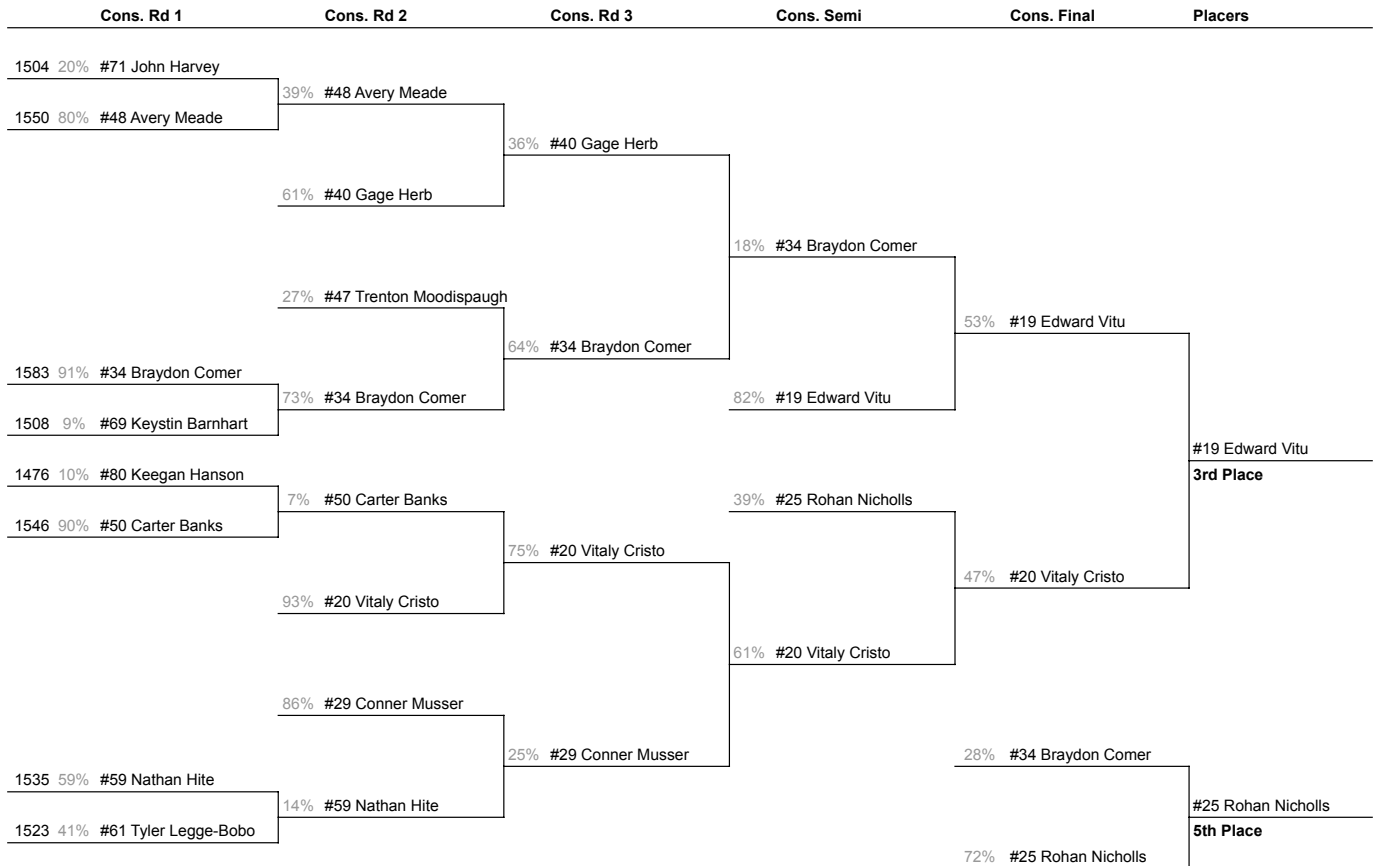 Cons. Rd 1 Cons. Rd 2 Cons. Rd 3 Cons. Semi Cons. Final Placers
1504 20% #71 John Harvey
39% #48 Avery Meade
1550 80% #48 Avery Meade
36% #40 Gage Herb
61% #40 Gage Herb
18% #34 Braydon Comer
27% #47 Trenton Moodispaugh
53% #19 Edward Vitu
64% #34 Braydon Comer
1583 91% #34 Braydon Comer
73% #34 Braydon Comer 82% #19 Edward Vitu
1508 9% #69 Keystin Barnhart
#19 Edward Vitu
1476 10% #80 Keegan Hanson 3rd Place
7% #50 Carter Banks 39% #25 Rohan Nicholls
1546 90% #50 Carter Banks
75% #20 Vitaly Cristo
47% #20 Vitaly Cristo
93% #20 Vitaly Cristo
61% #20 Vitaly Cristo
86% #29 Conner Musser
25% #29 Conner Musser 28% #34 Braydon Comer
1535 59% #59 Nathan Hite
14% #59 Nathan Hite #25 Rohan Nicholls
1523 41% #61 Tyler Legge-Bobo 5th Place
72% #25 Rohan Nicholls